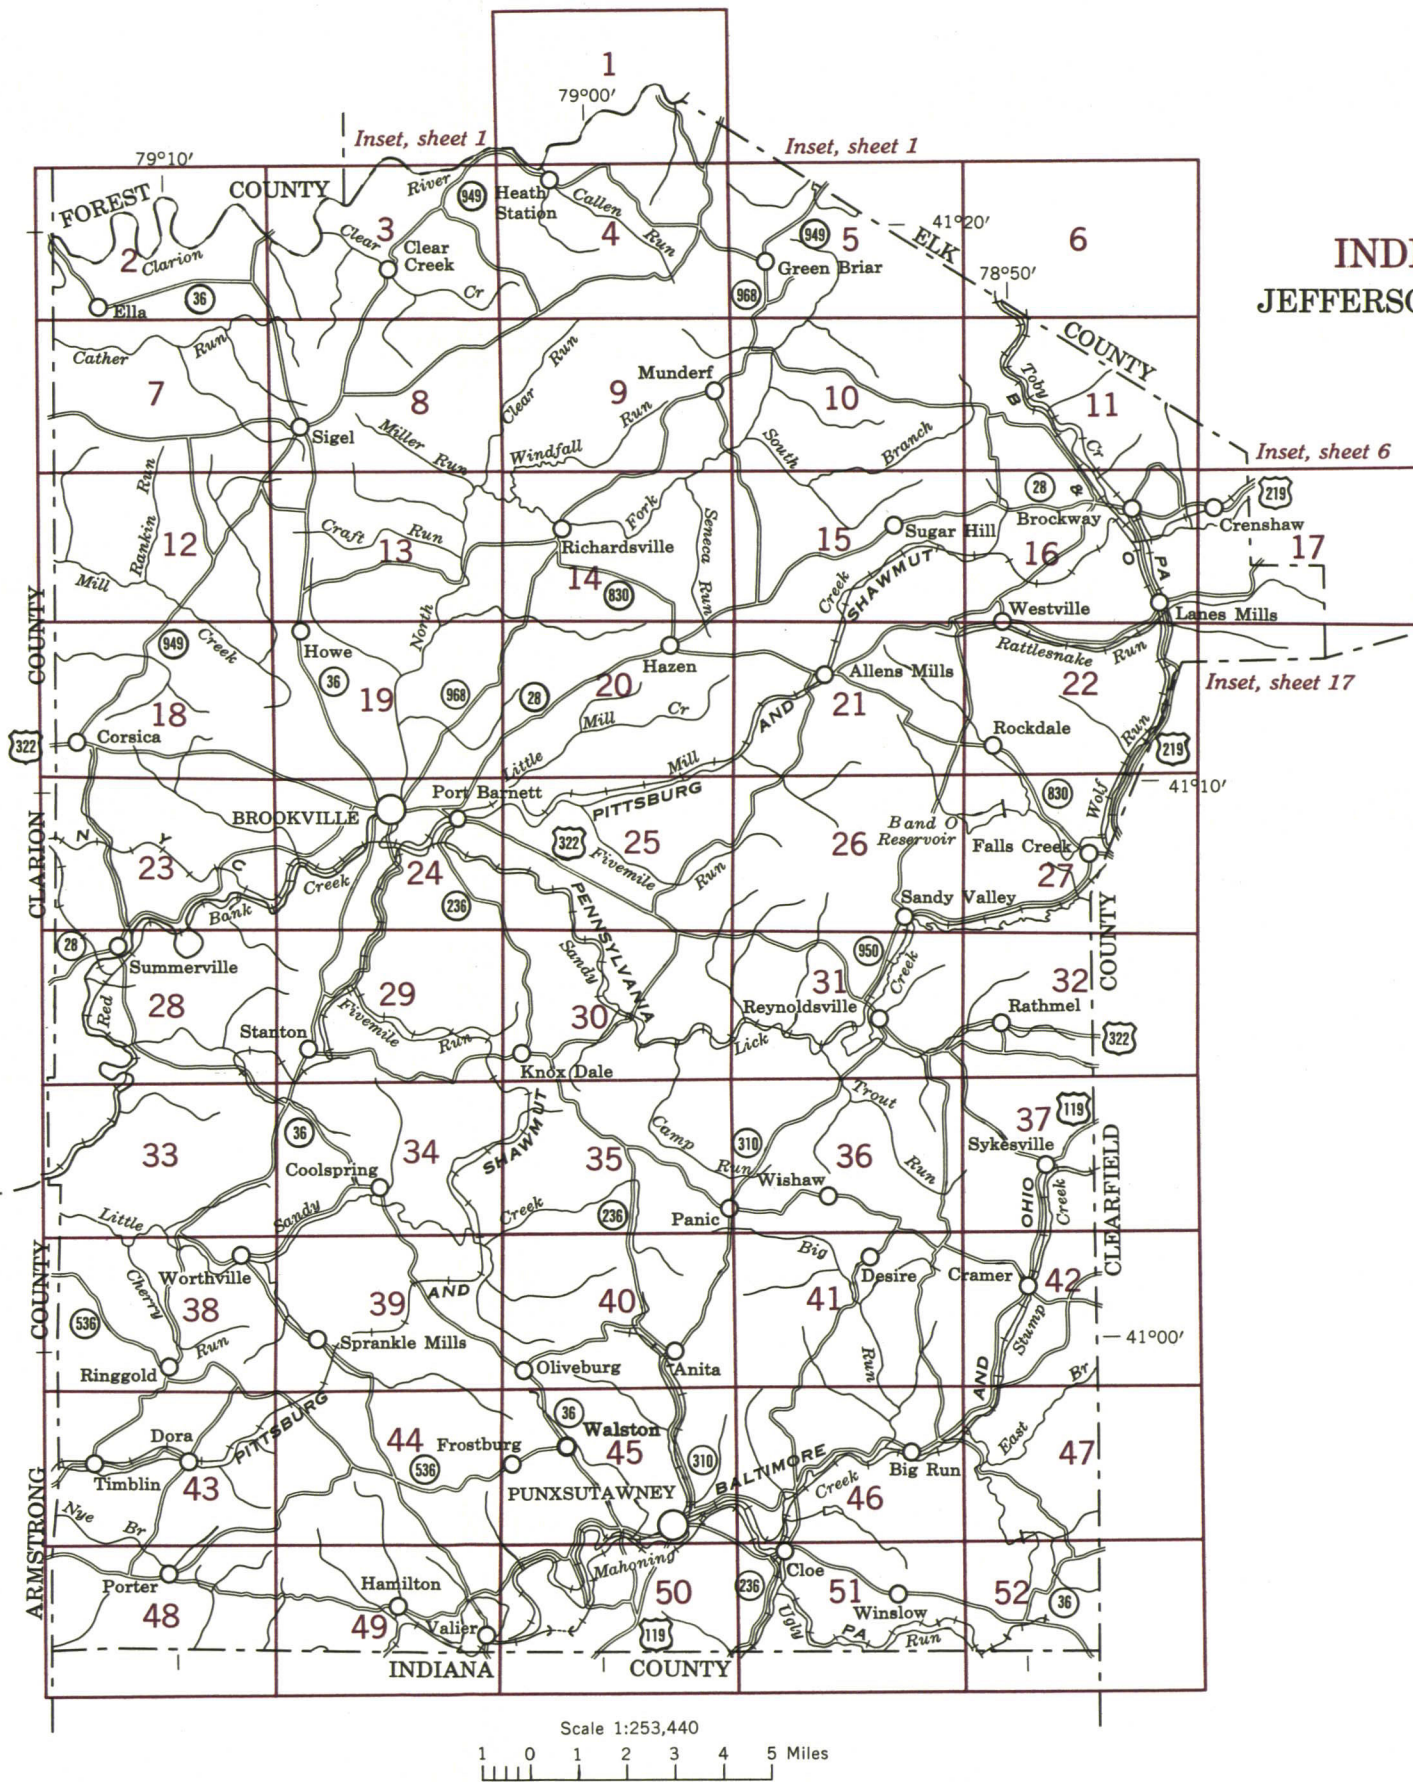 1
79°00′
Inset, sheet 1
Inset, sheet 1
79°10′
FOREST COUNTY
River
949
Heath
Station
Callen
Run
3
4
949
5
41°20′
ELK
6
INDE
JEFFERSO
2
Clarion
Clear
Clear
Creek
Cr
36
Ella
Green Briar
968
78°50′
COUNTY
Cather
Run
7
8
Clear
Run
9
Munderf
10
Toby
B
11
Sigel
Miller
Run
Windfall
Run
South
Branch
Cr
Inset, sheet 6
&
28
219
Brockway
Crenshaw
Rankin Run
12
Craft
Run
13
Fork
Richardsville
Seneca Run
15
Sugar Hill
16
O
PA
17
Mill
14
830
Creek
SHAWMUT
Westville
Lanes Mills
COUNTY
949
Creek
Howe
North
Hazen
Rattlesnake
Run
36
968
28
20
Allens Mills
22
Inset, sheet 17
18
19
Mill
Cr
AND
21
Run
322
Corsica
Rockdale
219
Little
Mill
41°10′
Port Barnett
PITTSBURG
830
Wolf
BROOKVILLE
322
25
26
B and O
Reservoir
Falls Creek
CLARION
N
Y
C
23
24
Fivemile
Run
27
Creek
Bank
236
PENNSYLVANIA
Sandy Valley
COUNTY
28
Summerville
Sandy
950
Creek
31
32
Red
28
29
30
Reynoldsville
Rathmel
Stanton
Fivemile
Run
Lick
322
Knox Dale
SHAWMUT
Trout
119
37
36
Camp
310
Sykesville
33
34
35
Run
36
Run
Coolspring
Wishaw
OHIO
Creek
CLEARFIELD
Little
Sandy
Creek
236
Panic
Big
COUNTY
Worthville
Desire
Cramer
42
Cherry
38
39
AND
40
41
536
Run
Sprankle Mills
Stump
41°00′
Ringgold
Oliveburg
Anita
Run
AND
Br
36
Walston
East
Dora
PITTSBURG
44
Frostburg
45
310
BALTIMORE
47
536
Big Run
Timblin
43
PUNXSUTAWNEY
Creek
46
Nye
Br
ARMSTRONG
Mahoning
Cloe
Porter
Hamilton
50
236
51
52
Winslow
36
48
49
Valier
119
Ugly
PA
Run
INDIANA COUNTY
Scale 1:253,440
1 0 1 2 3 4 5 Miles